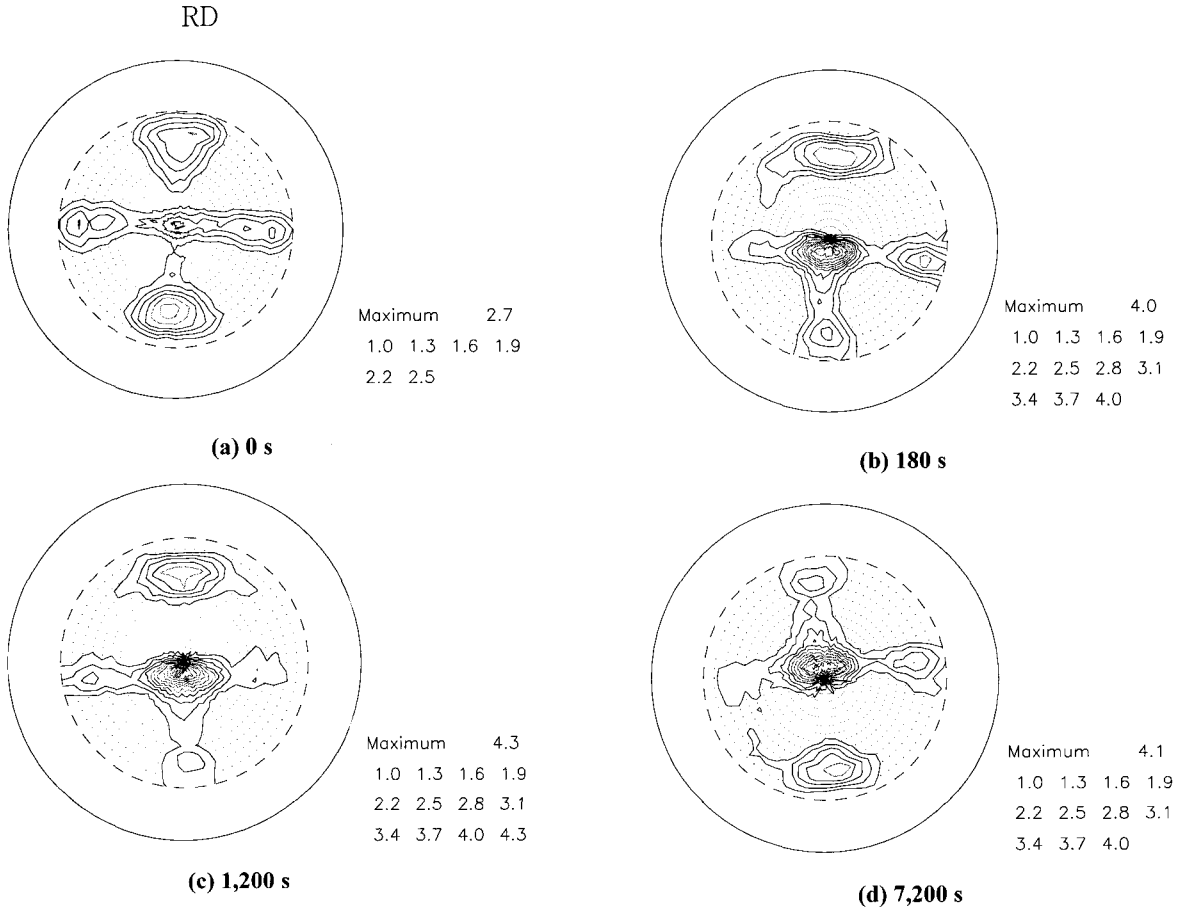 RD
Maximum 2.7
1.0 1.3 1.6 1.9
2.2 2.5
(a) 0 s
Maximum 4.0
1.0 1.3 1.6 1.9
2.2 2.5 2.8 3.1
3.4 3.7 4.0
(b) 180 s
Maximum 4.3
1.0 1.3 1.6 1.9
2.2 2.5 2.8 3.1
3.4 3.7 4.0 4.3
(c) 1,200 s
Maximum 4.1
1.0 1.3 1.6 1.9
2.2 2.5 2.8 3.1
3.4 3.7 4.0
(d) 7,200 s